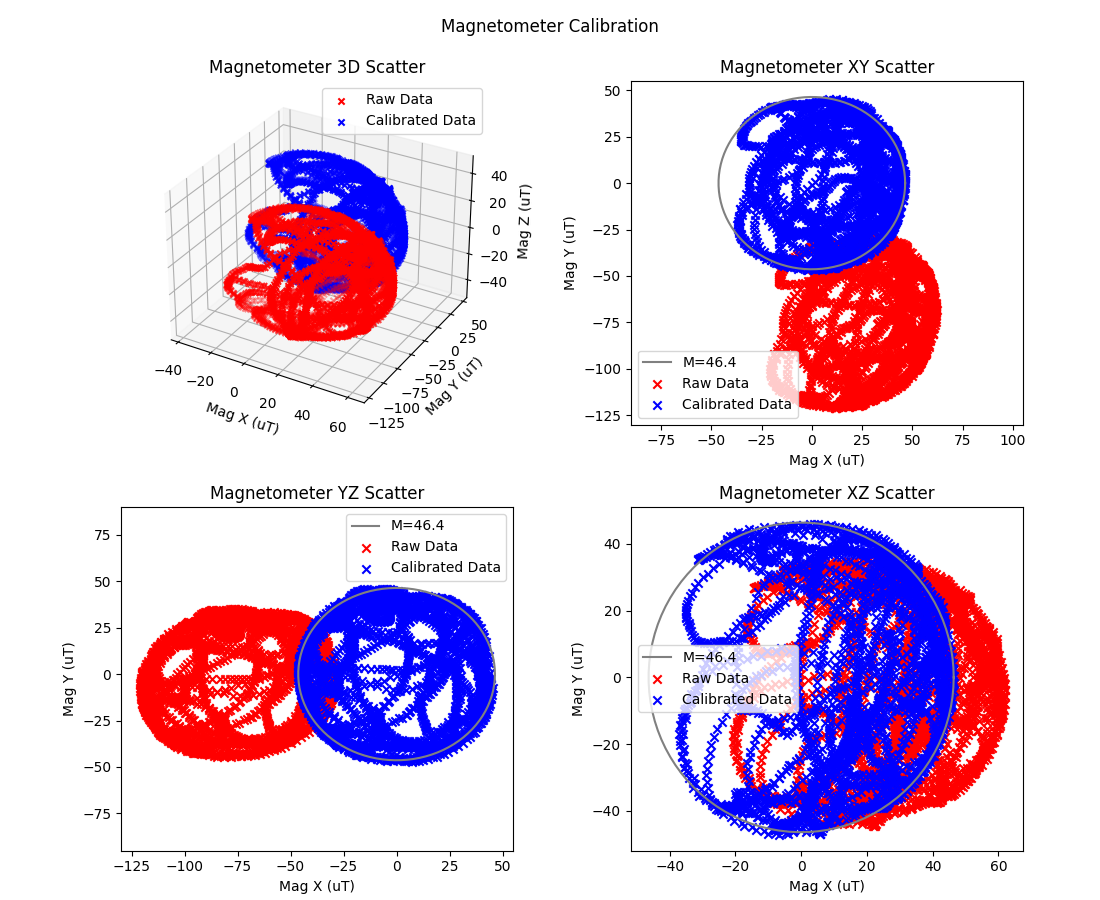 Magnetometer Calibration
Magnetometer 3D Scatter
Raw Data
Calibrated Data
40
20
0
−20
−40
Mag Z (uT)
50
25
0
−25
−50
−75
−100
−125
Mag Y (uT)
−40
−20
0
20
40
60
Mag X (uT)
Magnetometer XY Scatter
50
25
0
−25
−50
−75
−100
−125
Mag Y (uT)
M=46.4
Raw Data
Calibrated Data
−75 −50 −25 0 25 50 75 100
Mag X (uT)
Magnetometer YZ Scatter
M=46.4
Raw Data
Calibrated Data
75
50
25
0
−25
−50
−75
Mag Y (uT)
−125 −100 −75 −50 −25 0 25 50
Mag X (uT)
Magnetometer XZ Scatter
40
20
0
−20
−40
Mag Y (uT)
M=46.4
Raw Data
Calibrated Data
−40 −20 0 20 40 60
Mag X (uT)